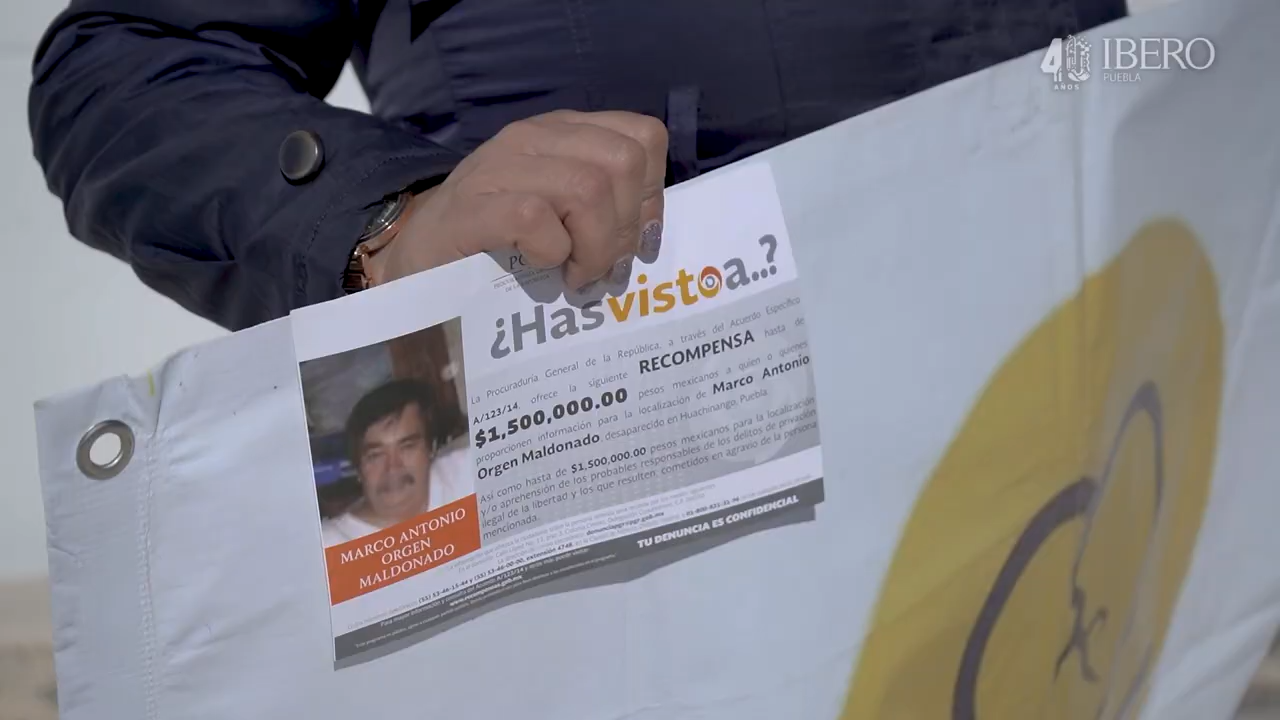 40 AÑOS IBERO
PUEBLA
¿Hasvistoa..?
La Procuraduría General de la República, a través del Acuerdo Específico
A/123/14 ofrece la siguiente RECOMPENSA hasta de
$1,500,000.00 pesos mexicanos a quien o quienes
proporcionen información para la localización de Marco Antonio
Orgen Maldonado, desaparecido en Huachinango, Puebla.
Así como hasta de $1,500,000.00 pesos mexicanos para la localización
y/o aprehensión de los probables responsables de los delitos de privación
ilegal de la libertad y los que resulten, cometidos en agravio de la persona
mencionada.
MARCO ANTONIO
ORGEN
MALDONADO
TU DENUNCIA ES CONFIDENCIAL